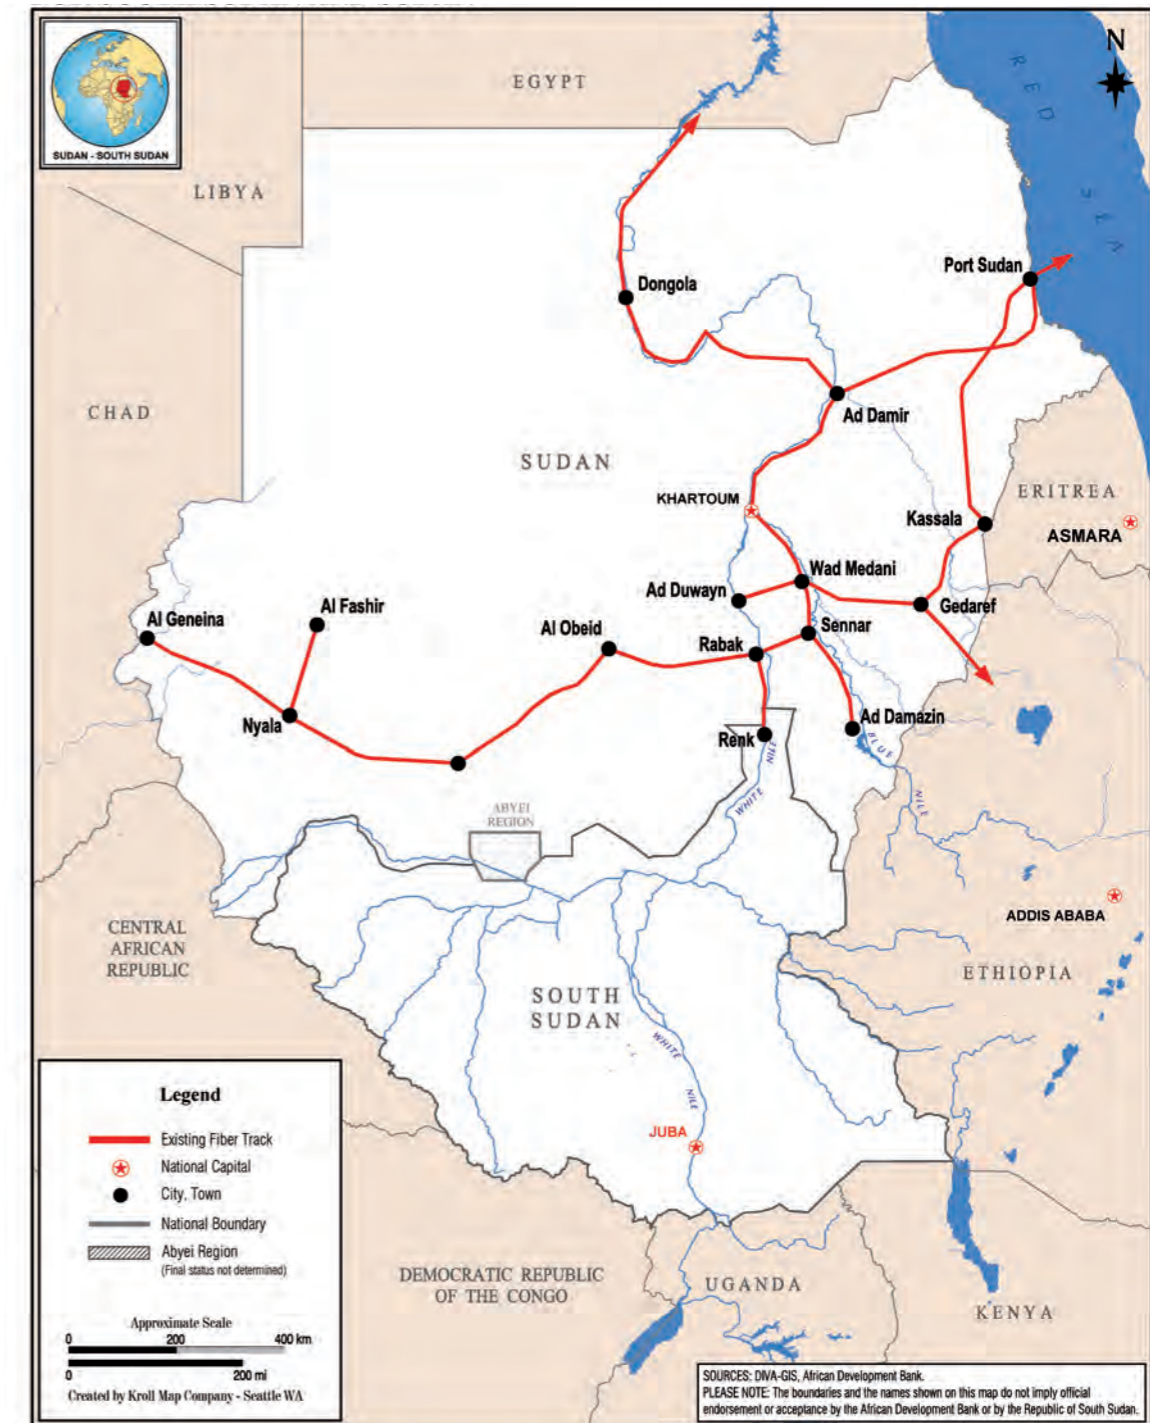 SUDAN - SOUTH SUDAN
N
EGYPT
RED SEA
LIBYA
Port Sudan
Dongola
CHAD
Ad Damir
SUDAN
ERITREA
KHARTOUM
Kassala
ASMARA
Wad Medani
Ad Duwayn
Gedaref
Al Fashir
Al Geneina
Sennar
Al Obeid
Rabak
Nyala
Ad Damazin
Renk
BLUE
NILE
WHITE
NILE
ABYEI
REGION
ADDIS ABABA
CENTRAL
AFRICAN
REPUBLIC
ETHIOPIA
SOUTH
SUDAN
WHITE
NILE
JUBA
Legend
Existing Fiber Track
National Capital
City, Town
National Boundary
Abyei Region
(Final status not determined)
DEMOCRATIC REPUBLIC
OF THE CONGO
UGANDA
KENYA
Approximate Scale
0 200 400 km
0 200 mi
Created by Kroll Map Company - Seattle WA
SOURCES: DIVA-GIS, African Development Bank.
PLEASE NOTE: The boundaries and the names shown on this map do not imply official
endorsement or acceptance by the African Development Bank or by the Republic of South Sudan.